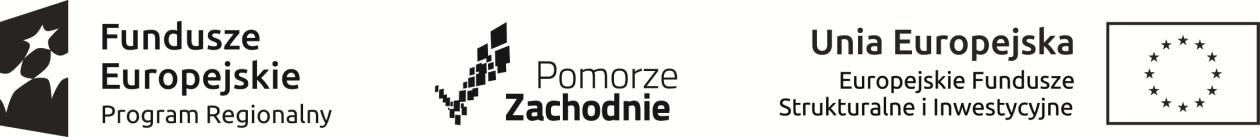 Fundusze
Europejskie
Program Regionalny
Pomorze
Zachodnie
Unia Europejska
Europejskie Fundusze
Strukturalne i Inwestycyjne